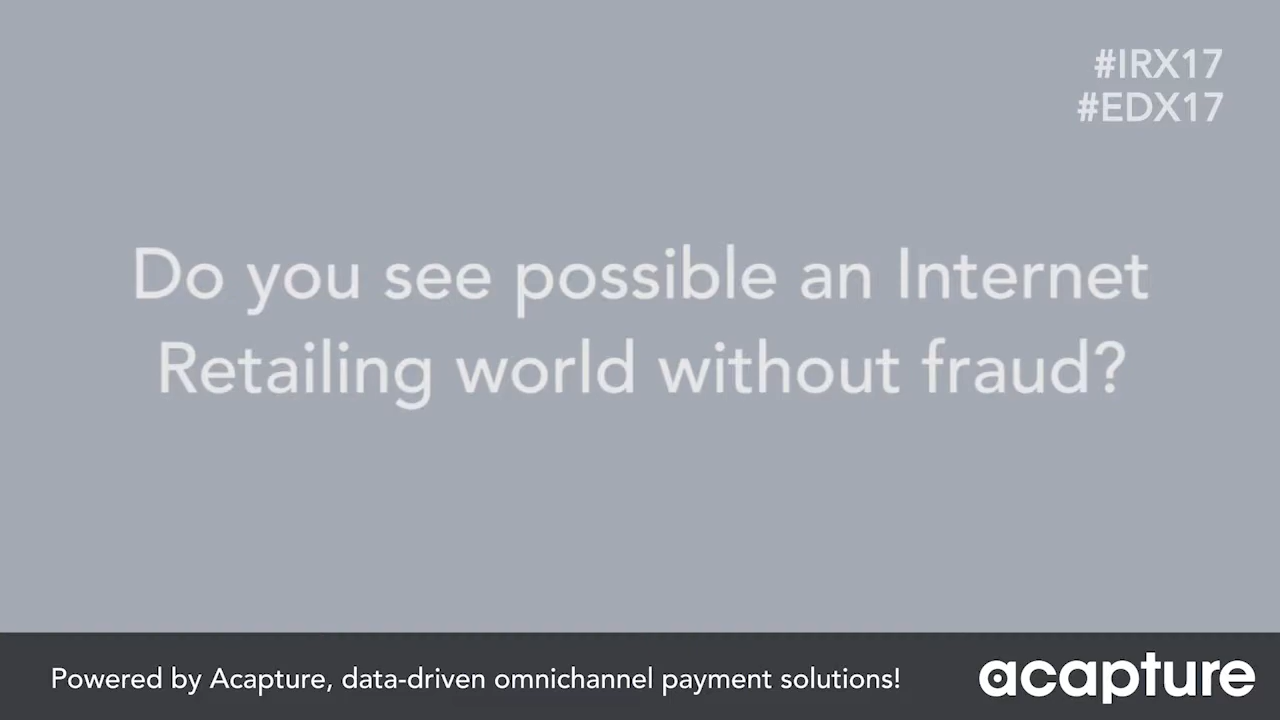 #IRX17
#EDX17
Do you see possible an Internet
Retailing world without fraud?
Powered by Acapture, data-driven omnichannel payment solutions!
acapture